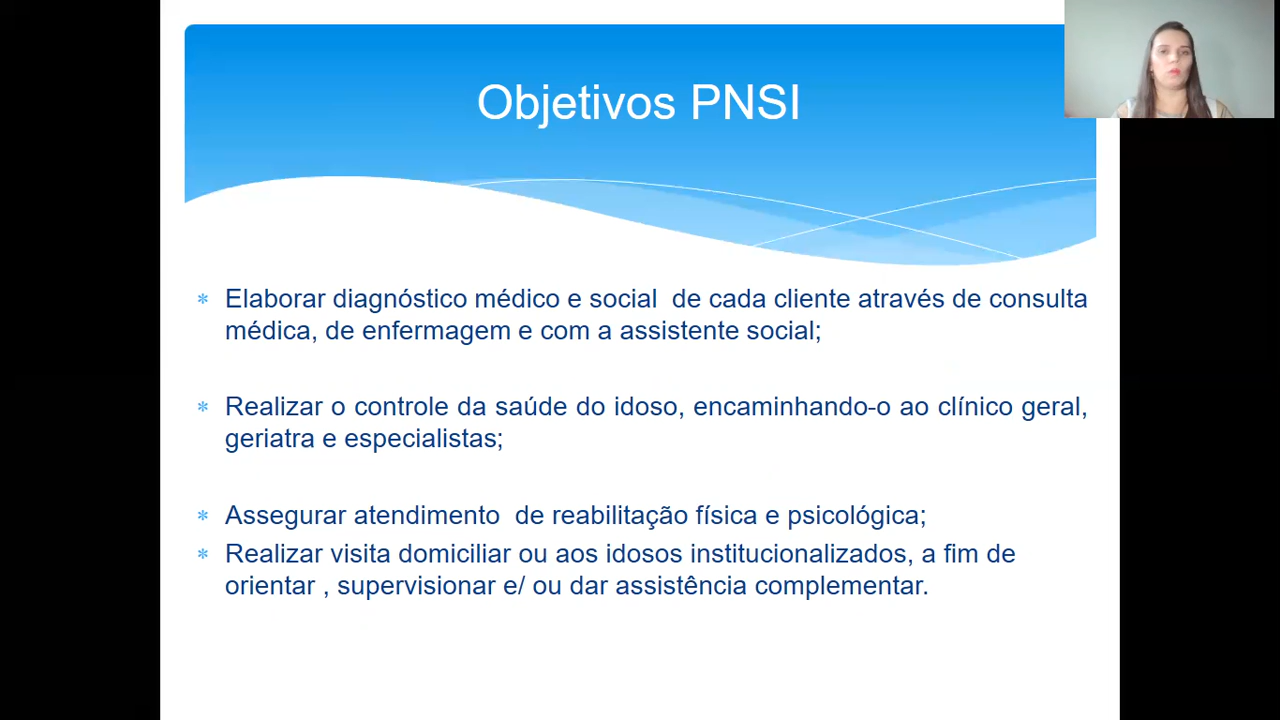 Objetivos PNSI
* Elaborar diagnóstico médico e social  de cada cliente através de consulta
médica, de enfermagem e com a assistente social;
* Realizar o controle da saúde do idoso, encaminhando-o ao clínico geral,
geriatra e especialistas;
* Assegurar atendimento  de reabilitação física e psicológica;
* Realizar visita domiciliar ou aos idosos institucionalizados, a fim de
orientar , supervisionar e/ ou dar assistência complementar.